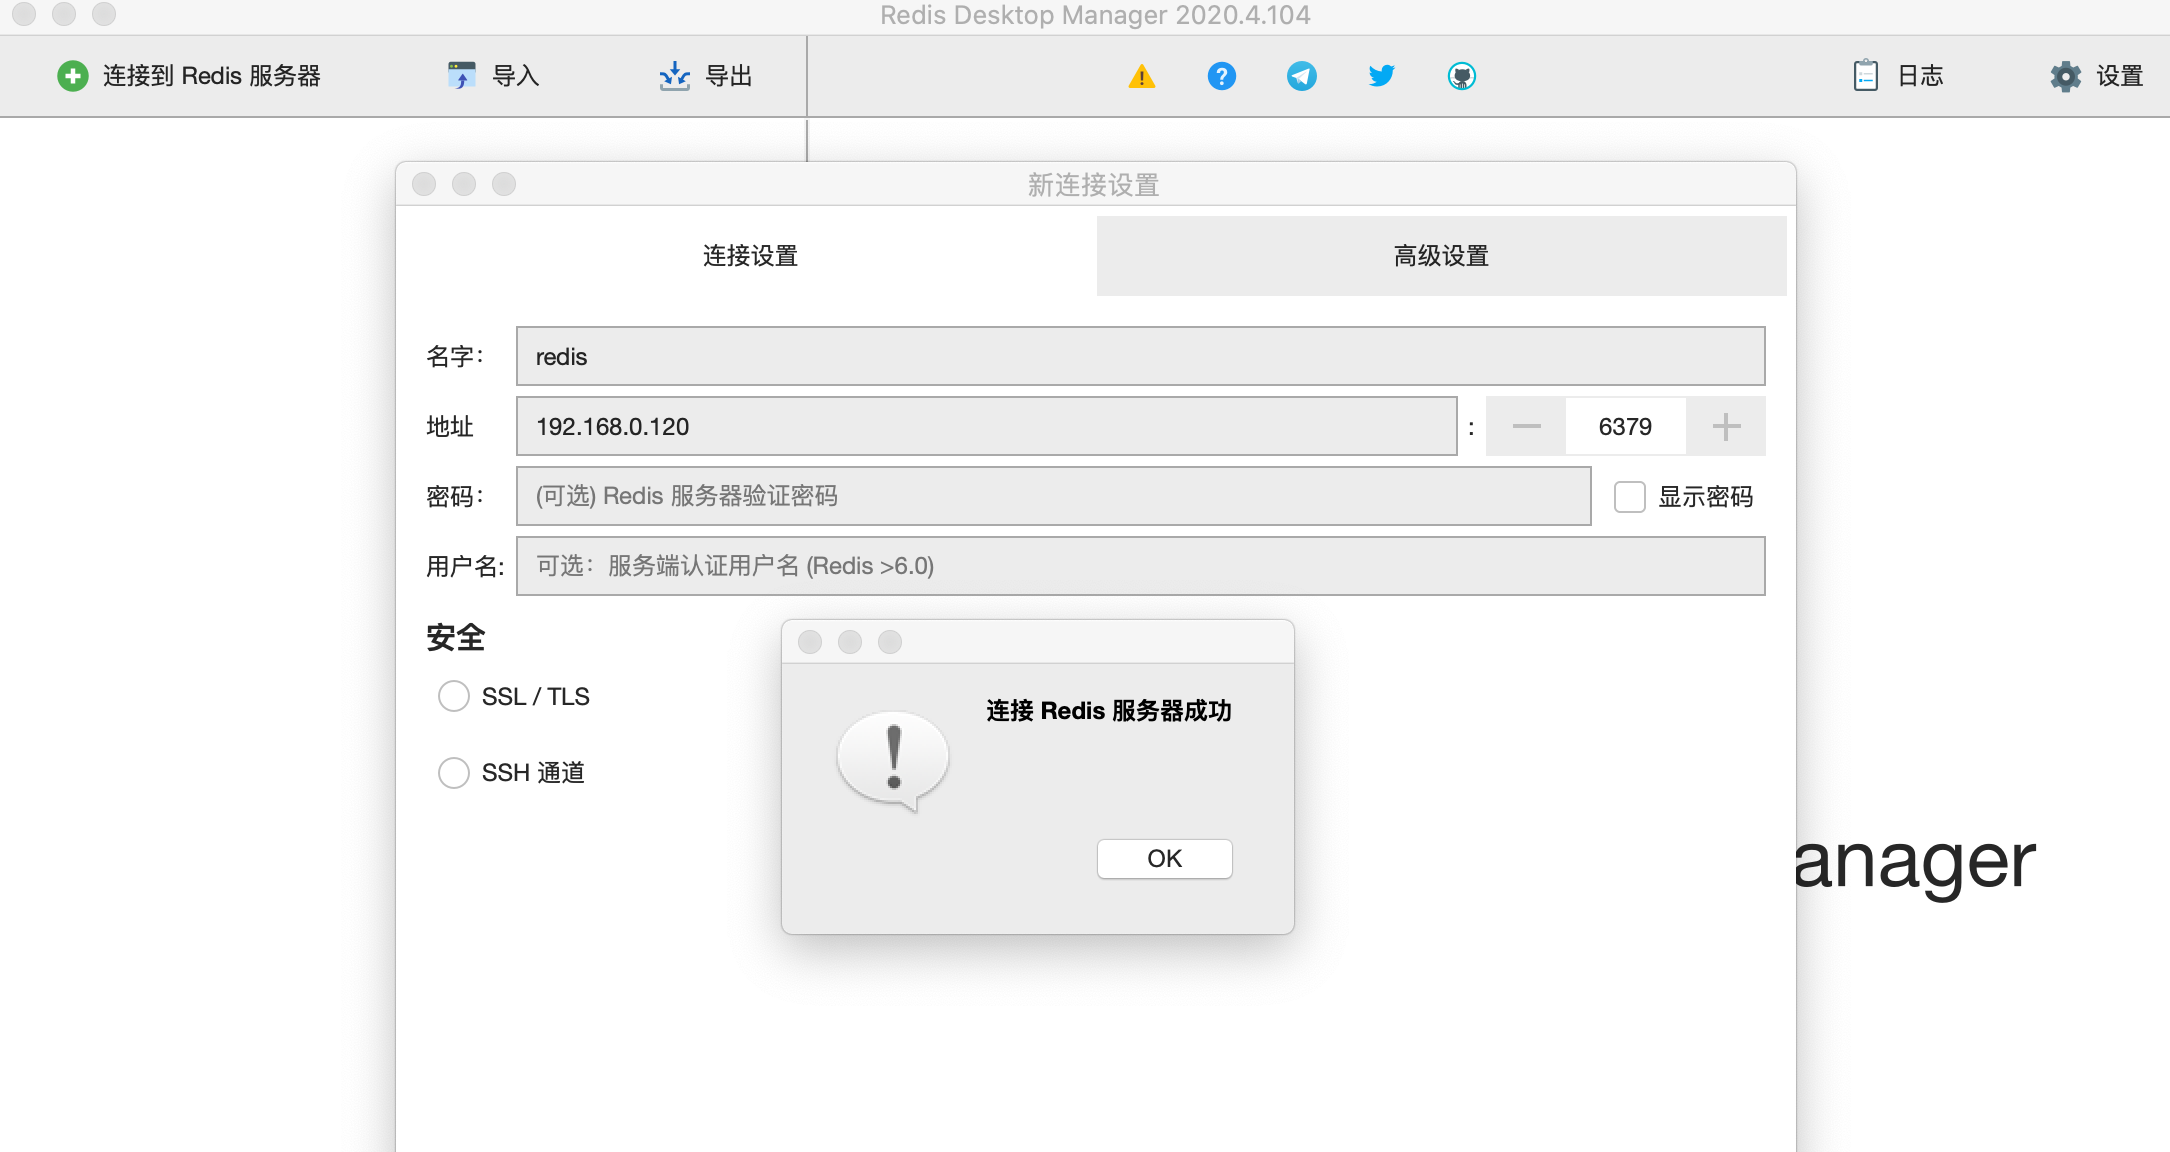 Redis Desktop Manager 2020.4.104
连接到 Redis 服务器
导入
导出
日志
设置
新连接设置
连接设置
高级设置
名字：
redis
地址
192.168.0.120
:
6379
密码：
(可选) Redis 服务器验证密码
显示密码
用户名:
可选：服务端认证用户名 (Redis >6.0)
安全
SSL / TLS
SSH 通道
连接 Redis 服务器成功
OK
anager